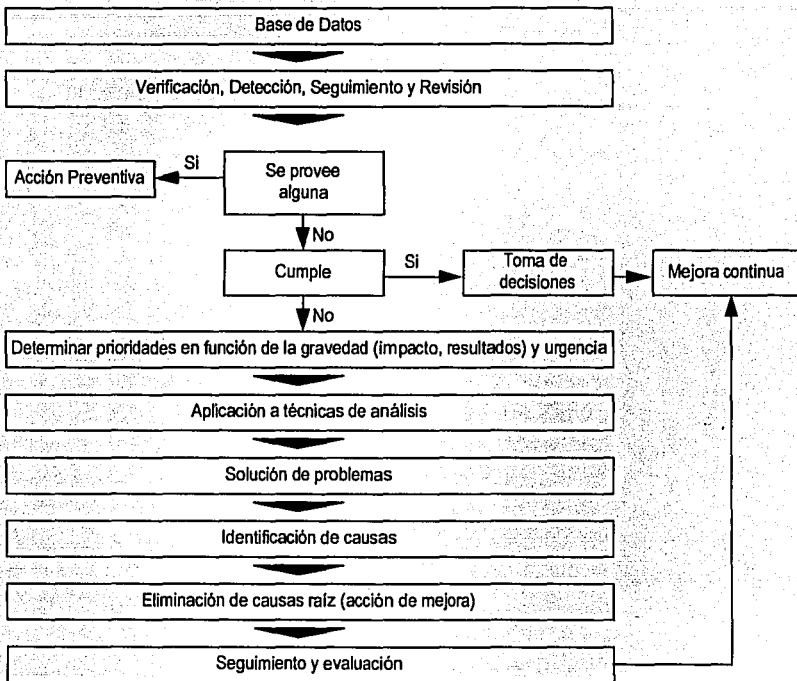 Base de Datos
Verificación, Detección, Seguimiento y Revisión
Acción Preventiva
Si
Se provee
alguna
No
Cumple
Si
Toma de
decisiones
Mejora continua
No
Determinar prioridades en función de la gravedad (impacto, resultados) y urgencia
Aplicación a técnicas de análisis
Solución de problemas
Identificación de causas
Eliminación de causas raíz (acción de mejora)
Seguimiento y evaluación